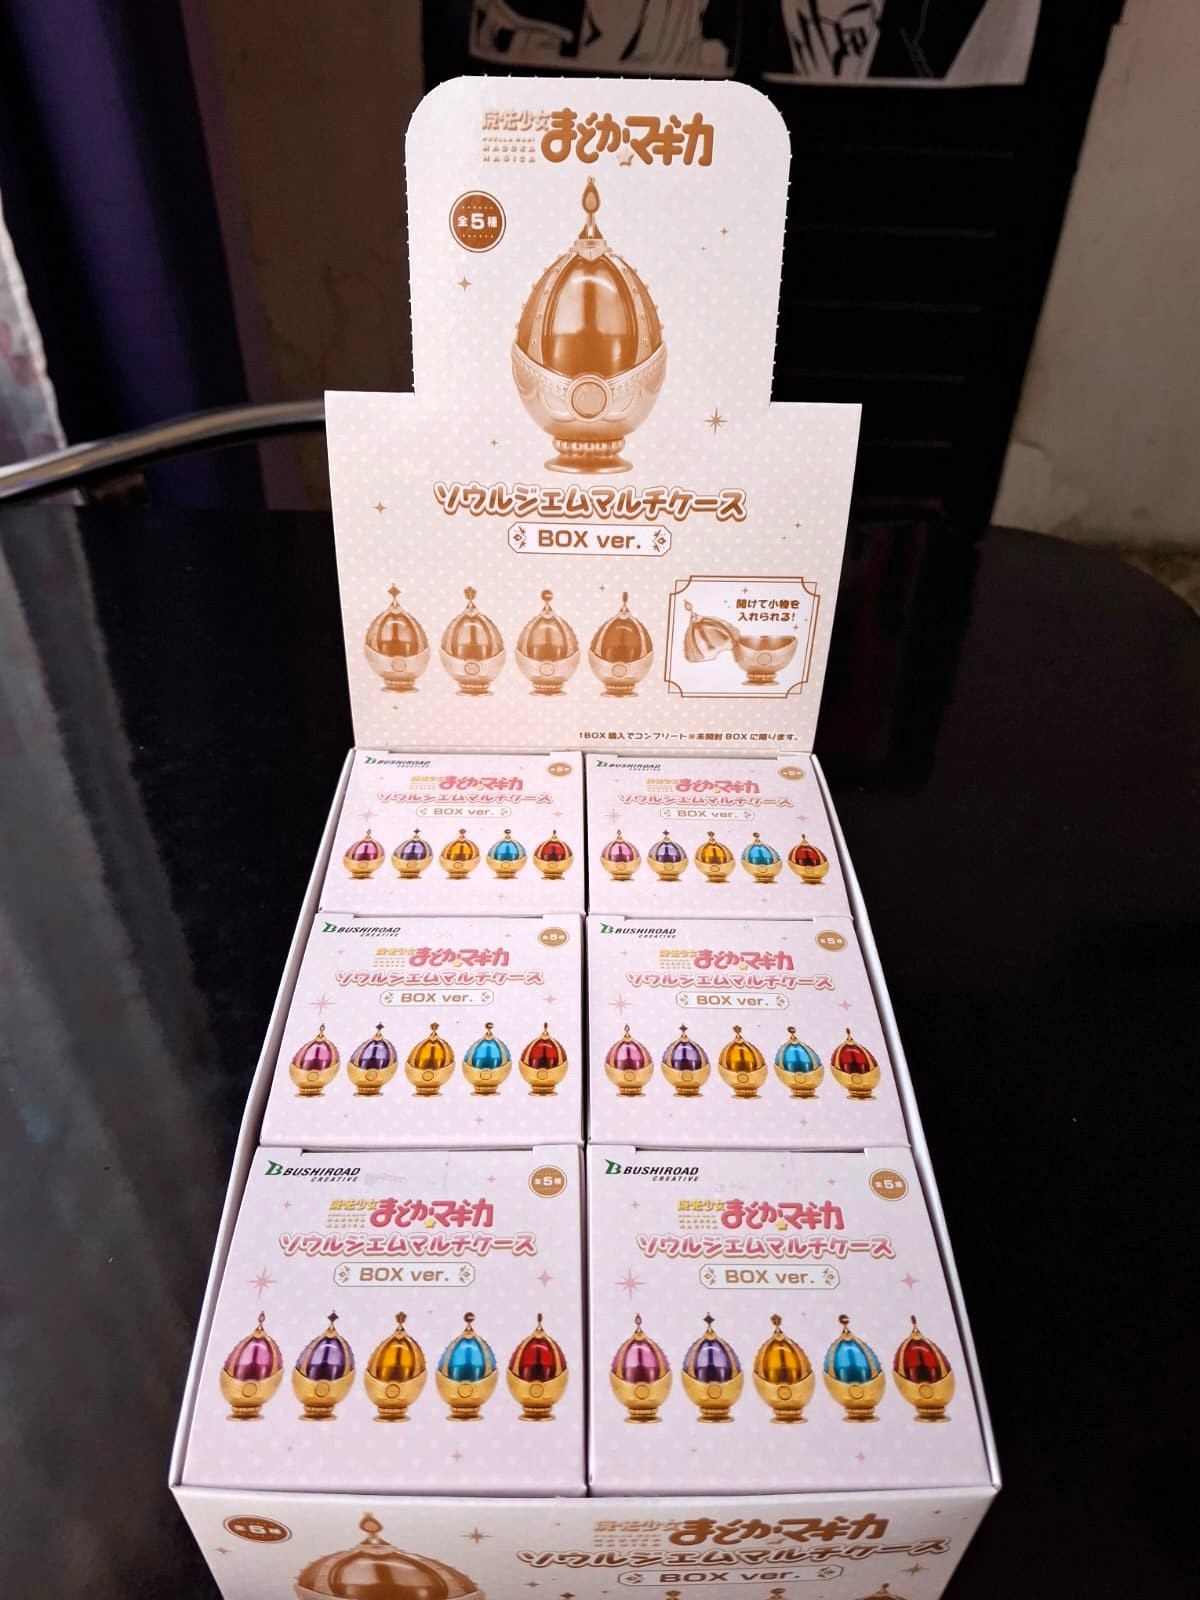 魔法少女
まどか☆マギカ
PUELLA MAGI
MADOKA
MAGICA
全5種
ソウルジェムマルチケース
BOX ver.
開けて小物を
入れられる!
1BOX購入でコンプリート※未開封BOXに限ります。
BUSHIROAD
CREATIVE
全5種
魔法少女まどか☆マギカ
ソウルジェムマルチケース
BOX ver.
BUSHIROAD
CREATIVE
全5種
魔法少女まどか☆マギカ
ソウルジェムマルチケース
BOX ver.
BUSHIROAD
CREATIVE
全5種
魔法少女まどか☆マギカ
ソウルジェムマルチケース
BOX ver.
BUSHIROAD
CREATIVE
全5種
魔法少女まどか☆マギカ
ソウルジェムマルチケース
BOX ver.
BUSHIROAD
CREATIVE
全5種
魔法少女まどか☆マギカ
PUELLA MAGI
MADOKA
MAGICA
ソウルジェムマルチケース
BOX ver.
BUSHIROAD
CREATIVE
全5種
魔法少女まどか☆マギカ
PUELLA MAGI
MADOKA
MAGICA
ソウルジェムマルチケース
BOX ver.
全5種
魔法少女まどか☆マギカ
ソウルジェムマルチケース
BOX ver.